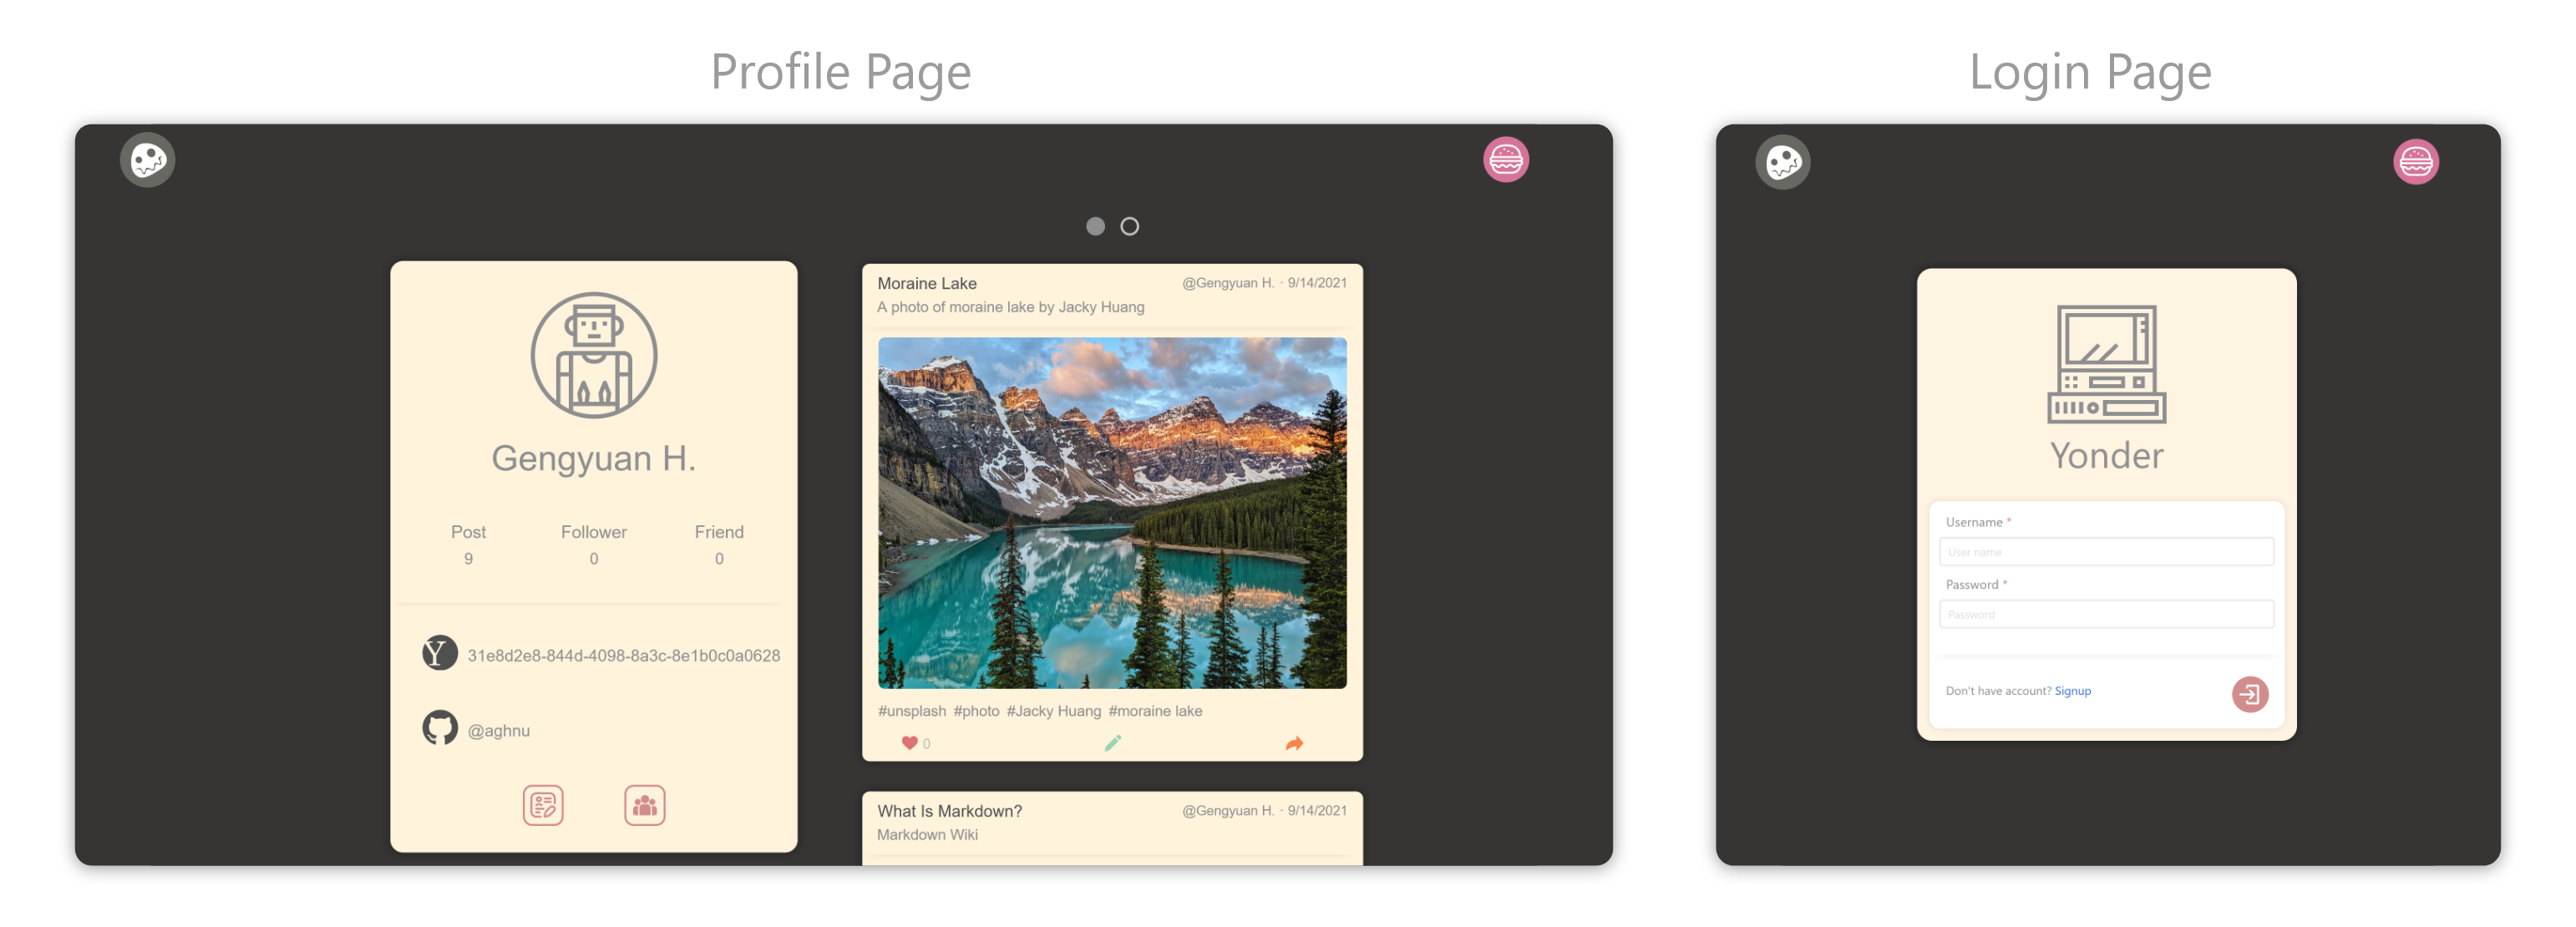 Profile Page
Gengyuan H.
Post Follower Friend
9 0 0
Y 31e8d2e8-844d-4098-8a3c-8e1b0c0a0628
@aghnu
Moraine Lake @Gengyuan H. · 9/14/2021
A photo of moraine lake by Jacky Huang
#unsplash #photo #Jacky Huang #moraine lake
0
What Is Markdown? @Gengyuan H. · 9/14/2021
Markdown Wiki
Login Page
Yonder
Username *
User name
Password *
Password
Don't have account? Signup